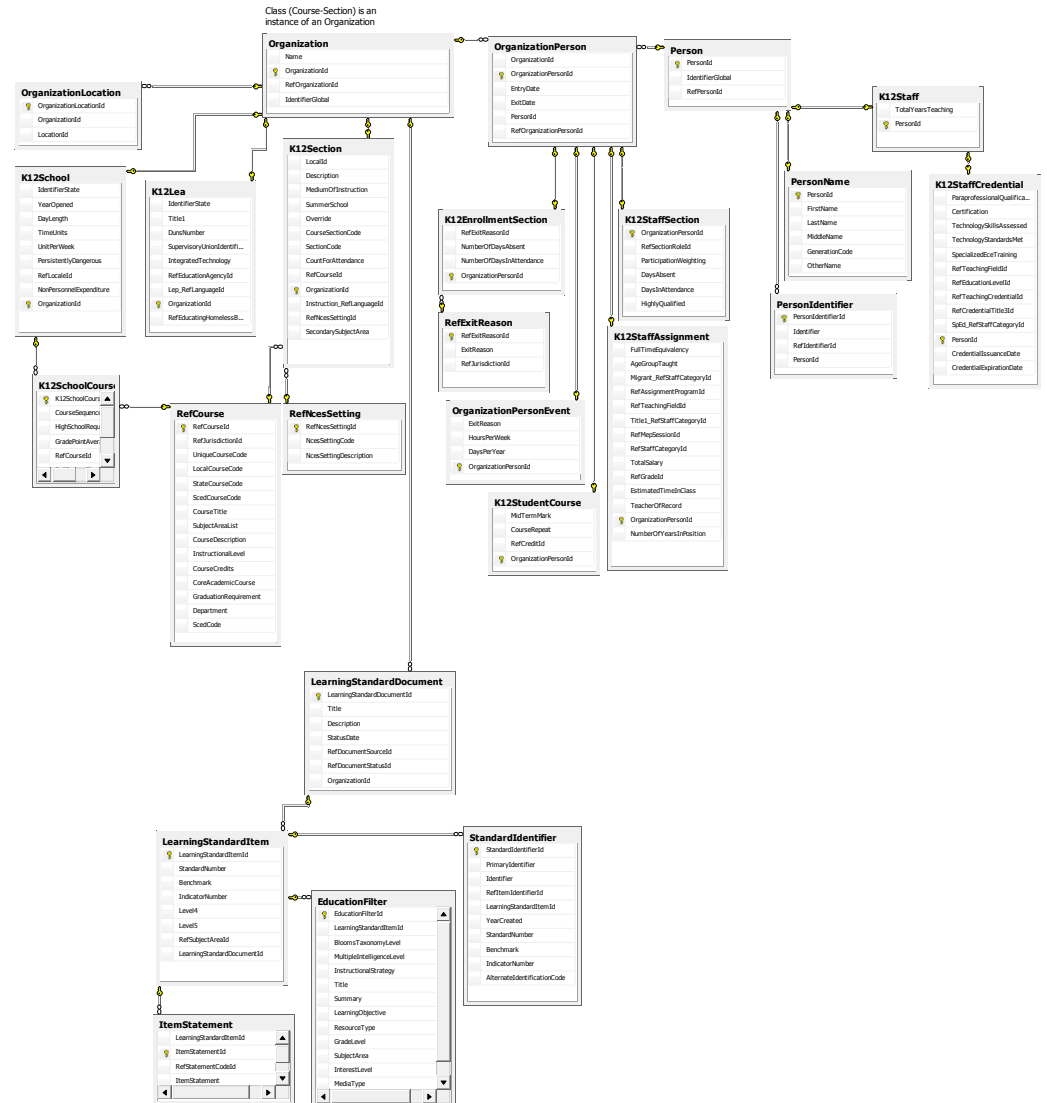 Class (Course-Section) is an
instance of an Organization
Organization
Name
OrganizationId
RefOrganizationId
IdentifierGlobal
OrganizationPerson
OrganizationId
OrganizationPersonId
EntryDate
ExitDate
PersonId
RefOrganizationPersonId
Person
PersonId
IdentifierGlobal
RefPersonId
OrganizationLocation
OrganizationLocationId
OrganizationId
LocationId
K12Staff
TotalYearsTeaching
PersonId
K12School
IdentifierState
YearOpened
DayLength
TimeUnits
UnitPerWeek
PersistentlyDangerous
RefLocaleId
NonPersonnelExpenditure
OrganizationId
K12Lea
IdentifierState
Title1
DunsNumber
SupervisoryUnionIdentifi...
IntegratedTechnology
RefEducationAgencyId
Lep_RefLanguageId
OrganizationId
RefEducatingHomelessB...
K12Section
LocalId
Description
MediumOfInstruction
SummerSchool
Override
CourseSectionCode
SectionCode
CountForAttendance
RefCourseId
OrganizationId
Instruction_RefLanguageId
RefNcesSettingId
SecondarySubjectArea
K12EnrollmentSection
RefExitReasonId
NumberOfDaysAbsent
NumberOfDaysInAttendance
OrganizationPersonId
K12StaffSection
OrganizationPersonId
RefSectionRoleId
ParticipationWeighting
DaysAbsent
DaysInAttendance
HighlyQualified
PersonName
PersonId
FirstName
LastName
MiddleName
GenerationCode
OtherName
K12StaffCredential
ParaprofessionalQualifica...
Certification
TechnologySkillsAssessed
TechnologyStandardsMet
SpecializedEceTraining
RefTeachingFieldId
RefEducationLevelId
RefTeachingCredentialId
RefCredentialTitle3Id
SpEd_RefStaffCategoryId
PersonId
CredentialIssuanceDate
CredentialExpirationDate
PersonIdentifier
PersonIdentifierId
Identifier
RefIdentifierId
PersonId
RefExitReason
RefExitReasonId
ExitReason
RefJurisdictionId
K12StaffAssignment
FullTimeEquivalency
AgeGroupTaught
Migrant_RefStaffCategoryId
RefAssignmentProgramId
RefTeachingFieldId
Title1_RefStaffCategoryId
RefMepSessionId
RefStaffCategoryId
TotalSalary
RefGradeId
EstimatedTimeInClass
TeacherOfRecord
OrganizationPersonId
NumberOfYearsInPosition
K12SchoolCours
K12SchoolCours
CourseSequence
HighSchoolRequ
GradePointAvera
RefCourseId
RefCourse
RefCourseId
RefJurisdictionId
UniqueCourseCode
LocalCourseCode
StateCourseCode
ScedCourseCode
CourseTitle
SubjectAreaList
CourseDescription
InstructionalLevel
CourseCredits
CoreAcademicCourse
GraduationRequirement
Department
ScedCode
RefNcesSetting
RefNcesSettingId
NcesSettingCode
NcesSettingDescription
OrganizationPersonEvent
ExitReason
HoursPerWeek
DaysPerYear
OrganizationPersonId
K12StudentCourse
MidTermMark
CourseRepeat
RefCreditId
OrganizationPersonId
LearningStandardDocument
LearningStandardDocumentId
Title
Description
StatusDate
RefDocumentSourceId
RefDocumentStatusId
OrganizationId
LearningStandardItem
LearningStandardItemId
StandardNumber
Benchmark
IndicatorNumber
Level4
Level5
RefSubjectAreaId
LearningStandardDocumentId
StandardIdentifier
StandardIdentifierId
PrimaryIdentifier
Identifier
RefItemIdentifierId
LearningStandardItemId
YearCreated
StandardNumber
Benchmark
IndicatorNumber
AlternateIdentificationCode
EducationFilter
EducationFilterId
LearningStandardItemId
BloomsTaxonomyLevel
MultipleIntelligenceLevel
InstructionalStrategy
Title
Summary
LearningObjective
ResourceType
GradeLevel
SubjectArea
InterestLevel
MediaType
ItemStatement
LearningStandardItemId
ItemStatementId
RefStatementCodeId
ItemStatement